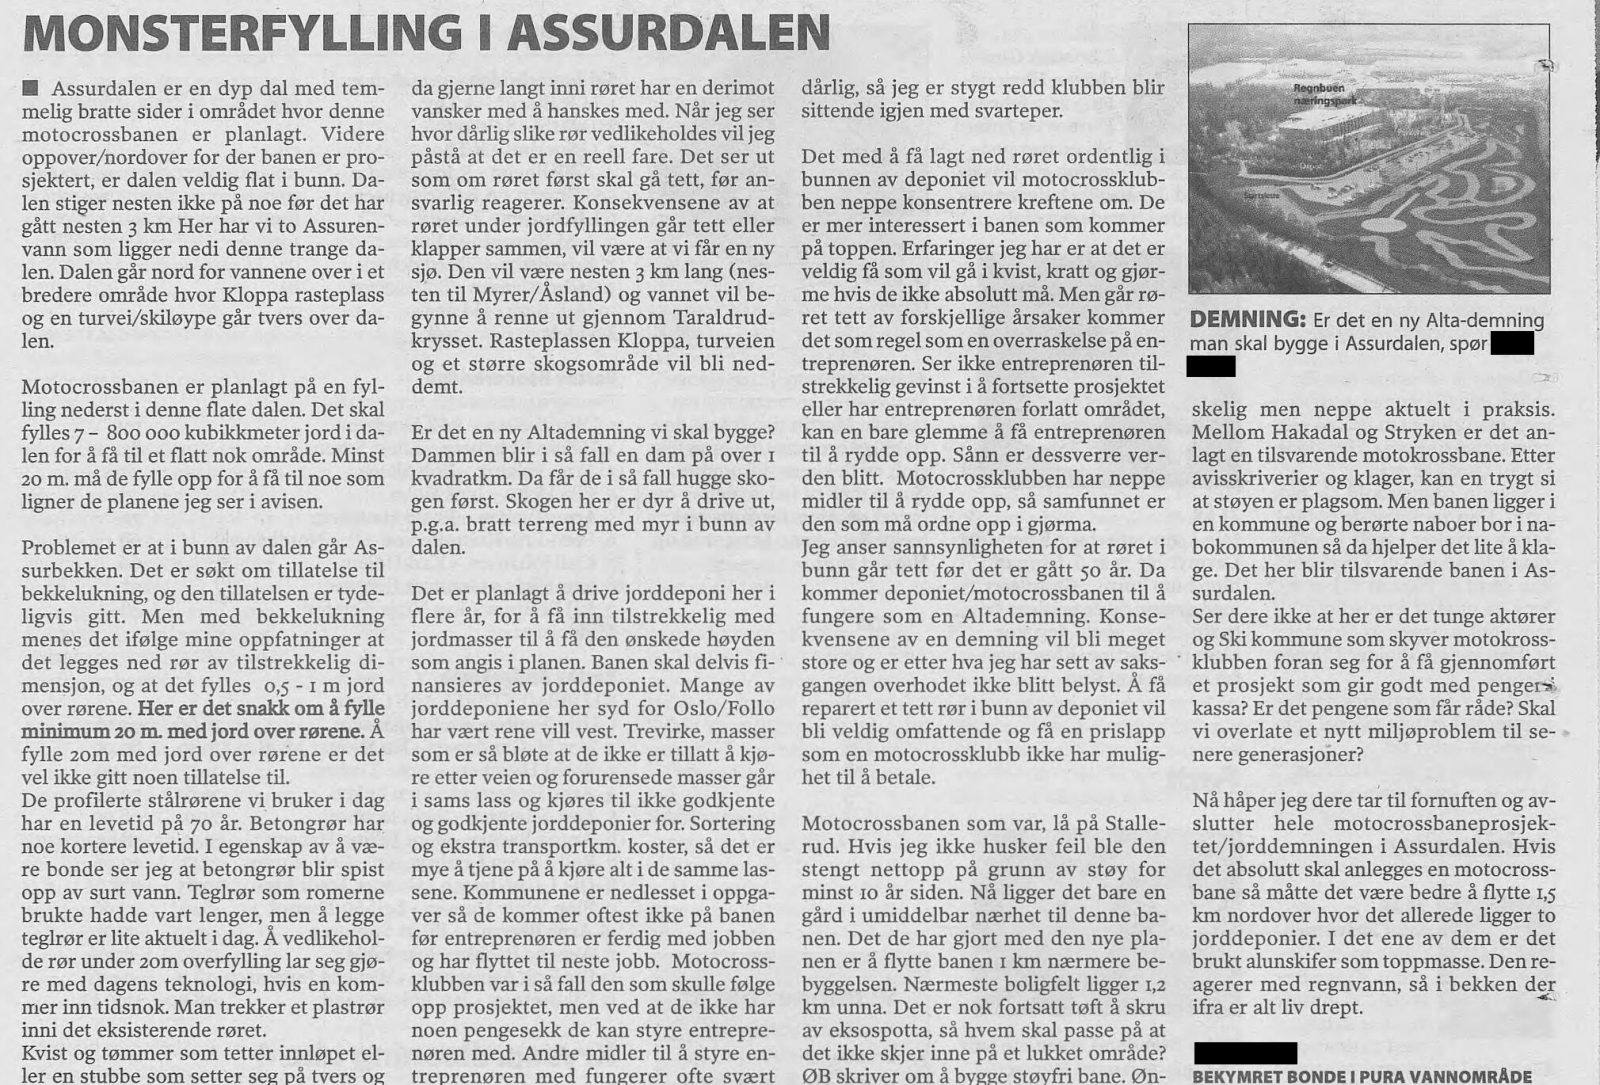 MONSTERFYLLING I ASSURDALEN
■ Assurdalen er en dyp dal med tem-
melig bratte sider i området hvor denne
motocrossbanen er planlagt. Videre
oppover/nordover for der banen er pro-
sjektert, er dalen veldig flat i bunn. Da-
len stiger nesten ikke på noe før det har
gått nesten 3 km Her har vi to Assuren-
vann som ligger nedi denne trange da-
len. Dalen går nord for vannene over i et
bredere område hvor Kloppa rasteplass
og en turvei/skiløype går tvers over da-
len.
Motocrossbanen er planlagt på en fyl-
ling nederst i denne flate dalen. Det skal
fylles 7 – 800 000 kubikkmeter jord i da-
len for å få til et flatt nok område. Minst
20 m. må de fylle opp for å få til noe som
ligner de planene jeg ser i avisen.
Problemet er at i bunn av dalen går As-
surbekken. Det er søkt om tillatelse til
bekkelukning, og den tillatelsen er tyde-
ligvis gitt. Men med bekkelukning
menes det ifølge mine oppfatninger at
det legges ned rør av tilstrekkelig di-
mensjon, og at det fylles 0,5 - 1 m jord
over rørene. Her er det snakk om å fylle
minimum 20 m. med jord over rørene. Å
fylle 20m med jord over rørene er det
vel ikke gitt noen tillatelse til.
De profilerte stålrørene vi bruker i dag
har en levetid på 70 år. Betongrør har
noe kortere levetid. I egenskap av å væ-
re bonde ser jeg at betongrør blir spist
opp av surt vann. Teglrør som romerne
brukte hadde vart lenger, men å legge
teglrør er lite aktuelt i dag. Å vedlikehol-
de rør under 20m overfylling lar seg gjø-
re med dagens teknologi, hvis en kom-
mer inn tidsnok. Man trekker et plastrør
inni det eksisterende røret.
Kvist og tømmer som tetter innløpet el-
ler en stubbe som setter seg på tvers og
da gjerne langt inni røret har en derimot
vansker med å hanskes med. Når jeg ser
hvor dårlig slike rør vedlikeholdes vil jeg
påstå at det er en reell fare. Det ser ut
som om røret først skal gå tett, før an-
svarlig reagerer. Konsekvensene av at
røret under jordfyllingen går tett eller
klapper sammen, vil være at vi får en ny
sjø. Den vil være nesten 3 km lang (nes-
ten til Myrer/Åsland) og vannet vil be-
gynne å renne ut gjennom Taraldrud-
krysset. Rasteplassen Kloppa, turveien
og et større skogsområde vil bli ned-
demt.
Er det en ny Altademning vi skal bygge?
Dammen blir i så fall en dam på over 1
kvadratkm. Da får de i så fall hugge sko-
gen først. Skogen her er dyr å drive ut,
p.g.a. bratt terreng med myr i bunn av
dalen.
Det er planlagt å drive jorddeponi her i
flere år, for å få inn tilstrekkelig med
jordmasser til å få den ønskede høyden
som angis i planen. Banen skal delvis fi-
nansieres av jorddeponiet. Mange av
jorddeponiene her syd for Oslo/Follo
har vært rene vill vest. Trevirke, masser
som er så bløte at de ikke er tillatt å kjø-
re etter veien og forurensede masser går
i sams lass og kjøres til ikke godkjente
og godkjente jorddeponier for. Sortering
og ekstra transportkm. koster, så det er
mye å tjene på å kjøre alt i de samme las-
sene. Kommunene er nedlesset i oppga-
ver så de kommer oftest ikke på banen
før entreprenøren er ferdig med jobben
og har flyttet til neste jobb. Motocross-
klubben var i så fall den som skulle følge
opp prosjektet, men ved at de ikke har
noen pengesekk de kan styre entrepre-
nøren med. Andre midler til å styre en-
treprenøren med fungerer ofte svært
dårlig, så jeg er stygt redd klubben blir
sittende igjen med svarteper.
Det med å få lagt ned røret ordentlig i
bunnen av deponiet vil motocrossklub-
ben neppe konsentrere kreftene om. De
er mer interessert i banen som kommer
på toppen. Erfaringer jeg har er at det er
veldig få som vil gå i kvist, kratt og gjør-
me hvis de ikke absolutt må. Men går rø-
ret tett av forskjellige årsaker kommer
det som regel som en overraskelse på en-
treprenøren. Ser ikke entreprenøren til-
strekkelig gevinst i å fortsette prosjektet
eller har entreprenøren forlatt området,
kan en bare glemme å få entreprenøren
til å rydde opp. Sånn er dessverre ver-
den blitt. Motocrossklubben har neppe
midler til å rydde opp, så samfunnet er
den som må ordne opp i gjørma.
Jeg anser sannsynligheten for at røret i
bunn går tett før det er gått 50 år. Da
kommer deponiet/motocrossbanen til å
fungere som en Altademning. Konse-
kvensene av en demning vil bli meget
store og er etter hva jeg har sett av saks-
gangen overhodet ikke blitt belyst. Å få
reparert et tett rør i bunn av deponiet vil
bli veldig omfattende og få en prislapp
som en motocrossklubb ikke har mulig-
het til å betale.
Motocrossbanen som var, lå på Stalle-
rud. Hvis jeg ikke husker feil ble den
stengt nettopp på grunn av støy for
minst 10 år siden. Nå ligger det bare en
gård i umiddelbar nærhet til denne ba-
nen. Det de har gjort med den nye pla-
nen er å flytte banen 1 km nærmere be-
byggelsen. Nærmeste boligfelt ligger 1,2
km unna. Det er nok fortsatt tøft å skru
av eksospotta, så hvem skal passe på at
det ikke skjer inne på et lukket område?
ØB skriver om å bygge støyfri bane. Øn-
Regnbuen
næringspark
DEMNING: Er det en ny Alta-demning
man skal bygge i Assurdalen, spør
skelig men neppe aktuelt i praksis.
Mellom Hakadal og Stryken er det an-
lagt en tilsvarende motokrossbane. Etter
avisskriverier og klager, kan en trygt si
at støyen er plagsom. Men banen ligger i
en kommune og berørte naboer bor i na-
bokommunen så da hjelper det lite å kla-
ge. Det her blir tilsvarende banen i As-
surdalen.
Ser dere ikke at her er det tunge aktører
og Ski kommune som skyver motokross-
klubben foran seg for å få gjennomført
et prosjekt som gir godt med penger i
kassa? Er det pengene som får råde? Skal
vi overlate et nytt miljøproblem til se-
nere generasjoner?
Nå håper jeg dere tar til fornuften og av-
slutter hele motocrossbaneprosjek-
tet/jorddemningen i Assurdalen. Hvis
det absolutt skal anlegges en motocross-
bane så måtte det være bedre å flytte 1,5
km nordover hvor det allerede ligger to
jorddeponier. I det ene av dem er det
brukt alunskifer som toppmasse. Den re-
agerer med regnvann, så i bekken der
ifra er alt liv drept.
BEKYMRET BONDE I PURA VANNOMRÅDE